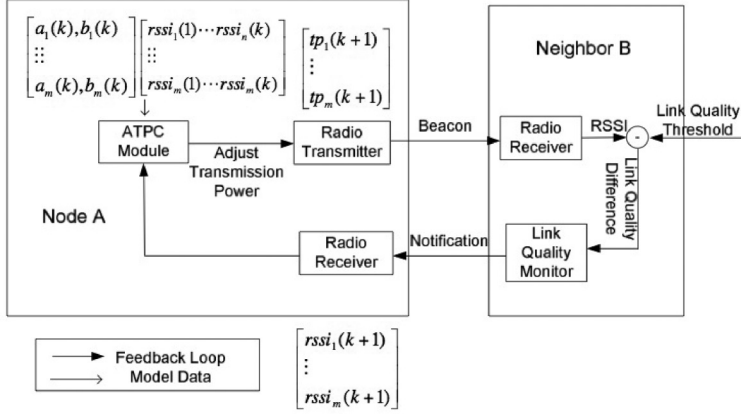 a₁(k),b₁(k) rssi₁(1)⋯rssiₙ(k) tp₁(k+1)
⋮⋮ ⋮⋮ ⋮
aₘ(k),bₘ(k) rssiₘ(1)⋯rssiₘ(k) tpₘ(k+1)
ATPC
Module
Adjust
Transmission
Power
Radio
Transmitter
Beacon
Neighbor B
Radio
Receiver
RSSI
-
Link Quality
Threshold
Link Quality
Difference
Node A
Radio
Receiver
Notification
Link
Quality
Monitor
Feedback Loop
Model Data
rssi₁(k+1)
⋮
rssiₘ(k+1)